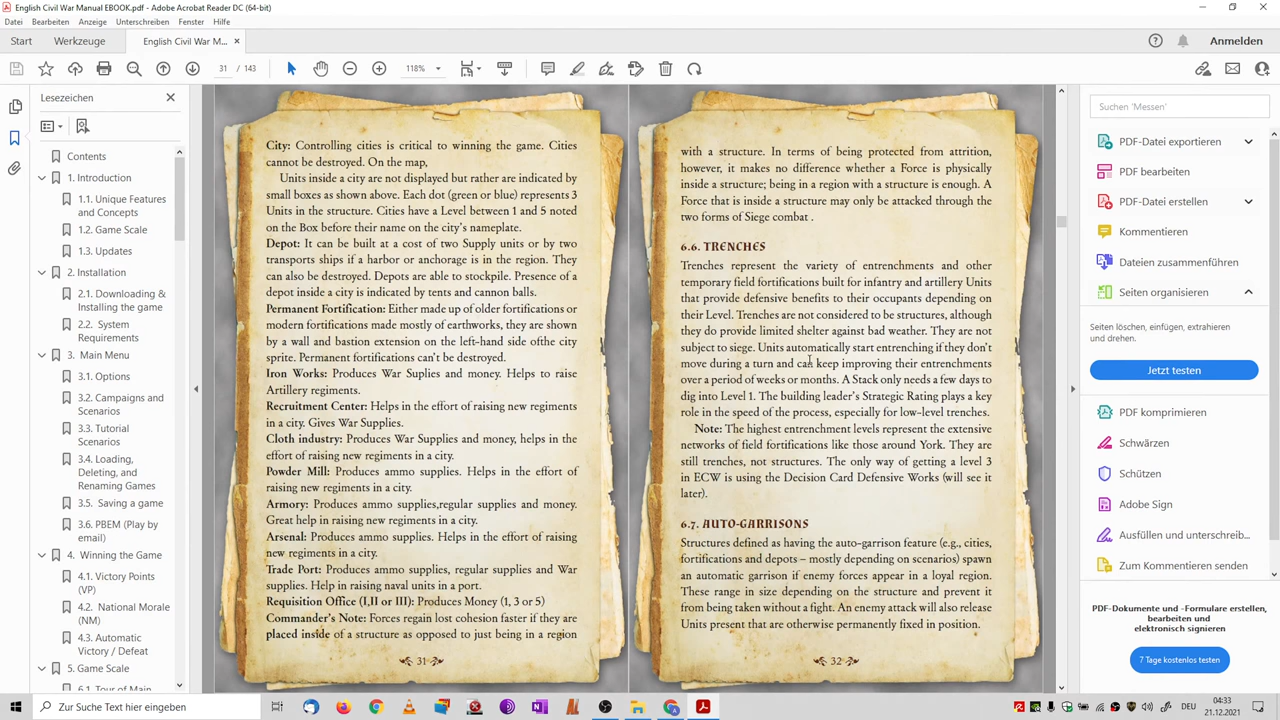 English Civil War Manual EBOOK.pdf - Adobe Acrobat Reader DC (64-bit)
Datei Bearbeiten Anzeige Unterschreiben Fenster Hilfe
Start Werkzeuge English Civil War M... × Anmelden
31 / 143 118%
Lesezeichen
Contents
1. Introduction
1.1. Unique Features
and Concepts
1.2. Game Scale
1.3. Updates
2. Installation
2.1. Downloading &
Installing the game
2.2. System
Requirements
3. Main Menu
3.1. Options
3.2. Campaigns and
Scenarios
3.3. Tutorial
Scenarios
3.4. Loading,
Deleting, and
Renaming Games
3.5. Saving a game
3.6. PBEM (Play by
email)
4. Winning the Game
4.1. Victory Points
(VP)
4.2. National Morale
(NM)
4.3. Automatic
Victory / Defeat
5. Game Scale
6.1. Tour of Main
City: Controlling cities is critical to winning the game. Cities
cannot be destroyed. On the map,
Units inside a city are not displayed but rather are indicated by
small boxes as shown above. Each dot (green or blue) represents 3
Units in the structure. Cities have a Level between 1 and 5 noted
on the Box before their name on the city's nameplate.
Depot: It can be built at a cost of two Supply units or by two
transports ships if a harbor or anchorage is in the region. They
can also be destroyed. Depots are able to stockpile. Presence of a
depot inside a city is indicated by tents and cannon balls.
Permanent Fortification: Either made up of older fortifications or
modern fortifications made mostly of earthworks, they are shown
by a wall and bastion extension on the left-hand side ofthe city
sprite. Permanent fortifications can't be destroyed.
Iron Works: Produces War Suplies and money. Helps to raise
Artillery regiments.
Recruitment Center: Helps in the effort of raising new regiments
in a city. Gives War Supplies.
Cloth industry: Produces War Supplies and money, helps in the
effort of raising new regiments in a city.
Powder Mill: Produces ammo supplies. Helps in the effort of
raising new regiments in a city.
Armory: Produces ammo supplies,regular supplies and money.
Great help in raising new regiments in a city.
Arsenal: Produces ammo supplies. Helps in the effort of raising
new regiments in a city.
Trade Port: Produces ammo supplies, regular supplies and War
supplies. Help in raising naval units in a port.
Requisition Office (I,II or III): Produces Money (1, 3 or 5)
Commander's Note: Forces regain lost cohesion faster if they are
placed inside of a structure as opposed to just being in a region
31
with a structure. In terms of being protected from attrition,
however, it makes no difference whether a Force is physically
inside a structure; being in a region with a structure is enough. A
Force that is inside a structure may only be attacked through the
two forms of Siege combat .
6.6. TRENCHES
Trenches represent the variety of entrenchments and other
temporary field fortifications built for infantry and artillery Units
that provide defensive benefits to their occupants depending on
their Level. Trenches are not considered to be structures, although
they do provide limited shelter against bad weather. They are not
subject to siege. Units automatically start entrenching if they don't
move during a turn and can keep improving their entrenchments
over a period of weeks or months. A Stack only needs a few days to
dig into Level 1. The building leader's Strategic Rating plays a key
role in the speed of the process, especially for low-level trenches.
Note: The highest entrenchment levels represent the extensive
networks of field fortifications like those around York. They are
still trenches, not structures. The only way of getting a level 3
in ECW is using the Decision Card Defensive Works (will see it
later).
6.7. AUTO-GARRISONS
Structures defined as having the auto-garrison feature (e.g., cities,
fortifications and depots – mostly depending on scenarios) spawn
an automatic garrison if enemy forces appear in a loyal region.
These range in size depending on the structure and prevent it
from being taken without a fight. An enemy attack will also release
Units present that are otherwise permanently fixed in position.
32
Suchen 'Messen'
PDF-Datei exportieren
PDF bearbeiten
PDF-Datei erstellen
Kommentieren
Dateien zusammenführen
Seiten organisieren
Seiten löschen, einfügen, extrahieren
und drehen.
Jetzt testen
PDF komprimieren
Schwärzen
Schützen
Adobe Sign
Ausfüllen und unterschreib...
Zum Kommentieren senden
PDF-Dokumente und -Formulare erstellen,
bearbeiten und
elektronisch signieren
7 Tage kostenlos testen
Zur Suche Text hier eingeben
DEU
04:33
21.12.2021